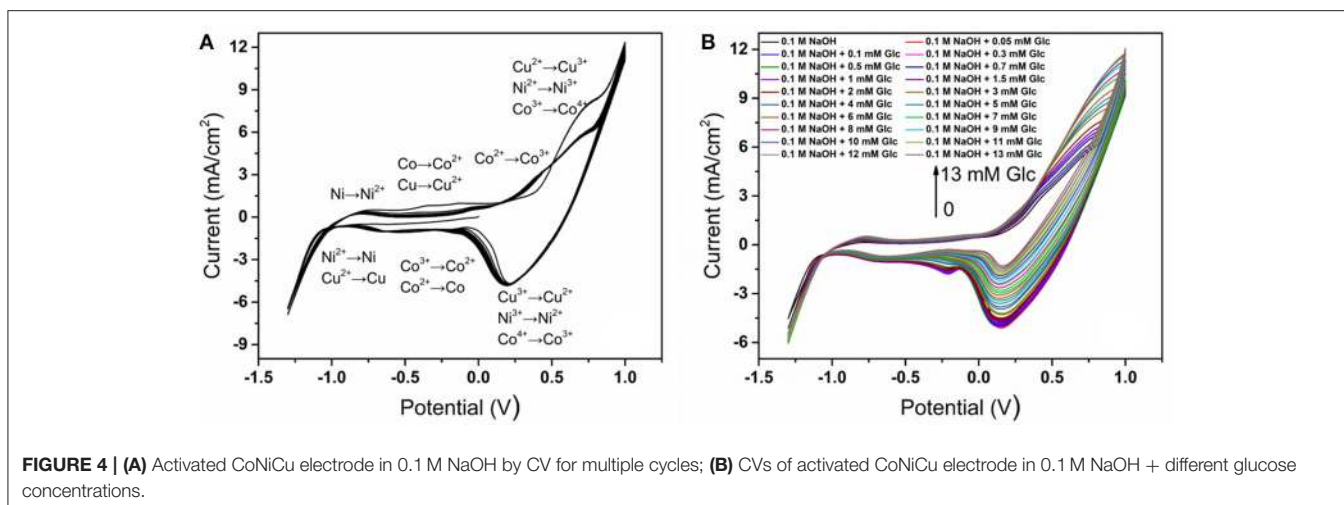 A
12
9
6
3
0
-3
-6
-9
Current (mA/cm²)
Cu²⁺→Cu³⁺
Ni²⁺→Ni³⁺
Co³⁺→Co⁴⁺
Co→Co²⁺
Cu→Cu²⁺
Co²⁺→Co³⁺
Ni→Ni²⁺
Ni²⁺→Ni
Cu²⁺→Cu
Co³⁺→Co²⁺
Co²⁺→Co
Cu³⁺→Cu²⁺
Ni³⁺→Ni²⁺
Co⁴⁺→Co³⁺
-1.5 -1.0 -0.5 0.0 0.5 1.0
Potential (V)
B
12
9
6
3
0
-3
-6
Current (mA/cm²)
0.1 M NaOH 0.1 M NaOH + 0.05 mM Glc
0.1 M NaOH + 0.1 mM Glc 0.1 M NaOH + 0.3 mM Glc
0.1 M NaOH + 0.5 mM Glc 0.1 M NaOH + 0.7 mM Glc
0.1 M NaOH + 1 mM Glc 0.1 M NaOH + 1.5 mM Glc
0.1 M NaOH + 2 mM Glc 0.1 M NaOH + 3 mM Glc
0.1 M NaOH + 4 mM Glc 0.1 M NaOH + 5 mM Glc
0.1 M NaOH + 6 mM Glc 0.1 M NaOH + 7 mM Glc
0.1 M NaOH + 8 mM Glc 0.1 M NaOH + 9 mM Glc
0.1 M NaOH + 10 mM Glc 0.1 M NaOH + 11 mM Glc
0.1 M NaOH + 12 mM Glc 0.1 M NaOH + 13 mM Glc
13 mM Glc
0
-1.5 -1.0 -0.5 0.0 0.5 1.0
Potential (V)
FIGURE 4 | (A) Activated CoNiCu electrode in 0.1 M NaOH by CV for multiple cycles; (B) CVs of activated CoNiCu electrode in 0.1 M NaOH + different glucose
concentrations.